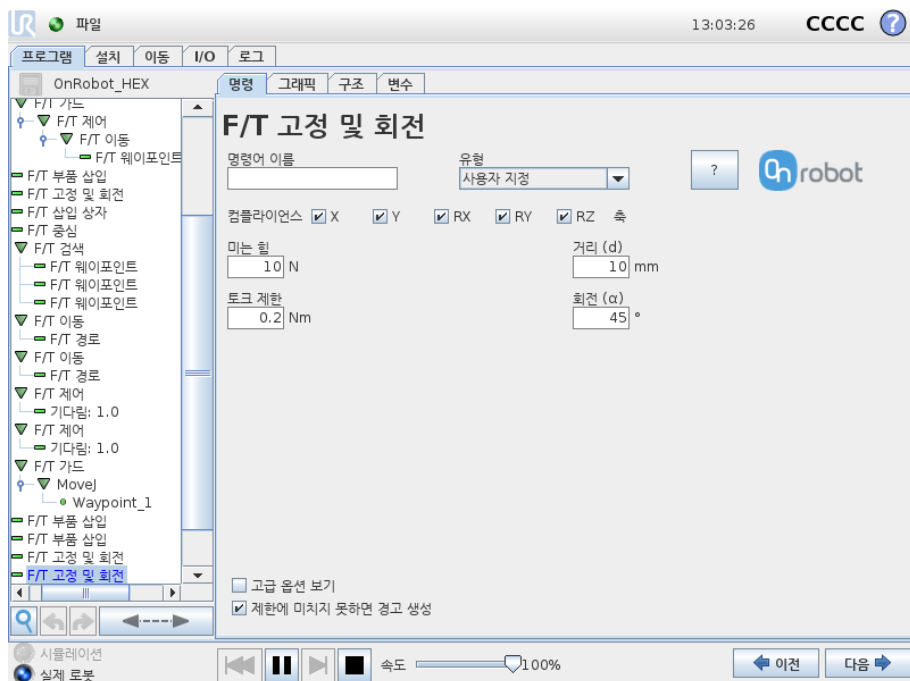 파일
13:03:26
CCCC
?
프로그램 설치 이동 I/O 로그
OnRobot_HEX
명령 그래픽 구조 변수
F/T 가드
F/T 제어
F/T 이동
F/T 웨이포인트
F/T 부품 삽입
F/T 고정 및 회전
F/T 삽입 상자
F/T 중심
F/T 검색
F/T 웨이포인트
F/T 웨이포인트
F/T 웨이포인트
F/T 이동
F/T 경로
F/T 이동
F/T 경로
F/T 제어
기다림: 1.0
F/T 제어
기다림: 1.0
F/T 가드
MoveJ
Waypoint_1
F/T 부품 삽입
F/T 부품 삽입
F/T 고정 및 회전
F/T 고정 및 회전
F/T 고정 및 회전
명령어 이름
유형
사용자 지정
?
On robot
컴플라이언스 X Y RX RY RZ 축
미는 힘
거리 (d)
10 N
10 mm
토크 제한
회전 (α)
0.2 Nm
45 °
고급 옵션 보기
제한에 미치지 못하면 경고 생성
시뮬레이션
실제 로봇
속도 100%
이전
다음